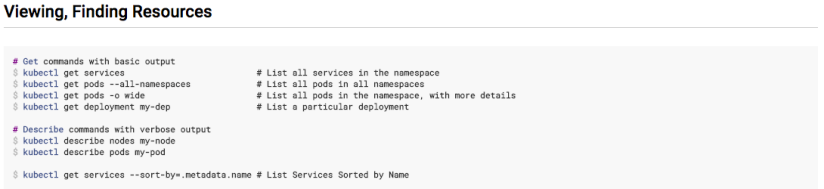 Viewing, Finding Resources
# Get commands with basic output
$ kubectl get services # List all services in the namespace
$ kubectl get pods --all-namespaces # List all pods in all namespaces
$ kubectl get pods -o wide # List all pods in the namespace, with more details
$ kubectl get deployment my-dep # List a particular deployment
# Describe commands with verbose output
$ kubectl describe nodes my-node
$ kubectl describe pods my-pod
$ kubectl get services --sort-by=.metadata.name # List Services Sorted by Name